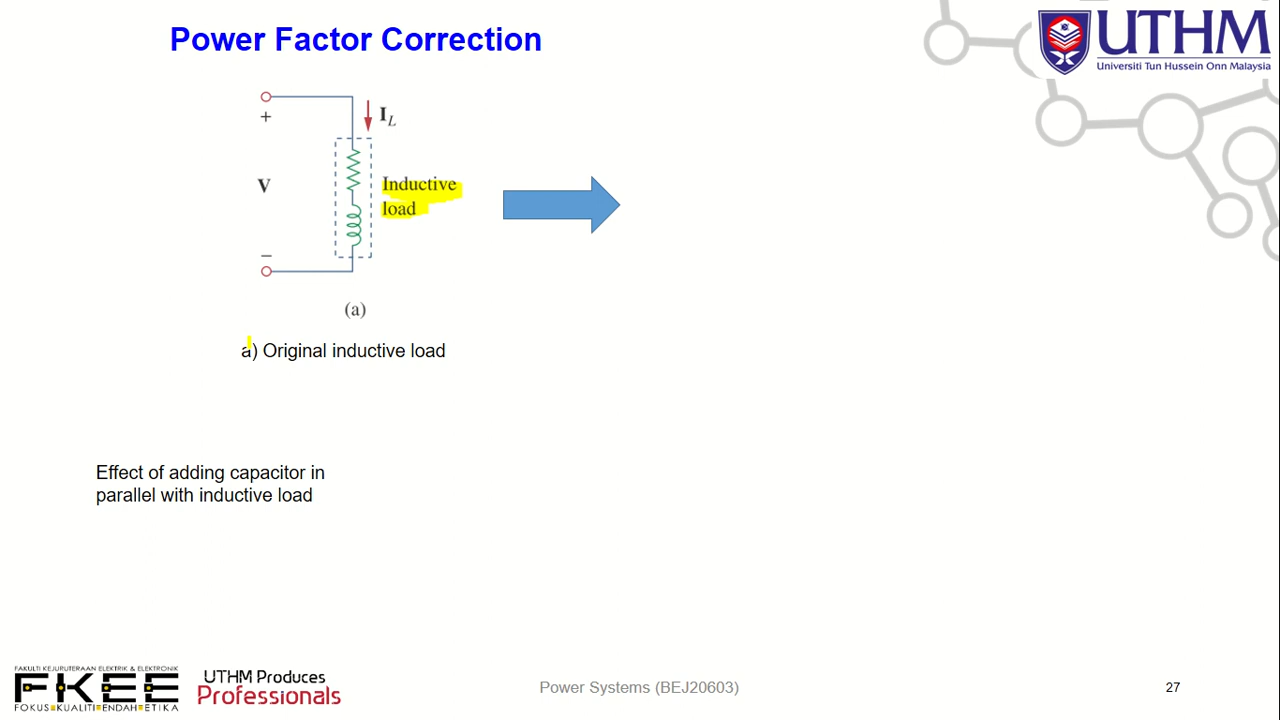 Power Factor Correction
UTHM
Universiti Tun Hussein Onn Malaysia
+
I_L
V
Inductive
load
−
(a)
a) Original inductive load
Effect of adding capacitor in
parallel with inductive load
FAKULTI KEJURUTERAAN ELEKTRIK & ELEKTRONIK
FKEE
FOKUS KUALITI ENDAH ETIKA
UTHM Produces
Professionals
Power Systems (BEJ20603)
27